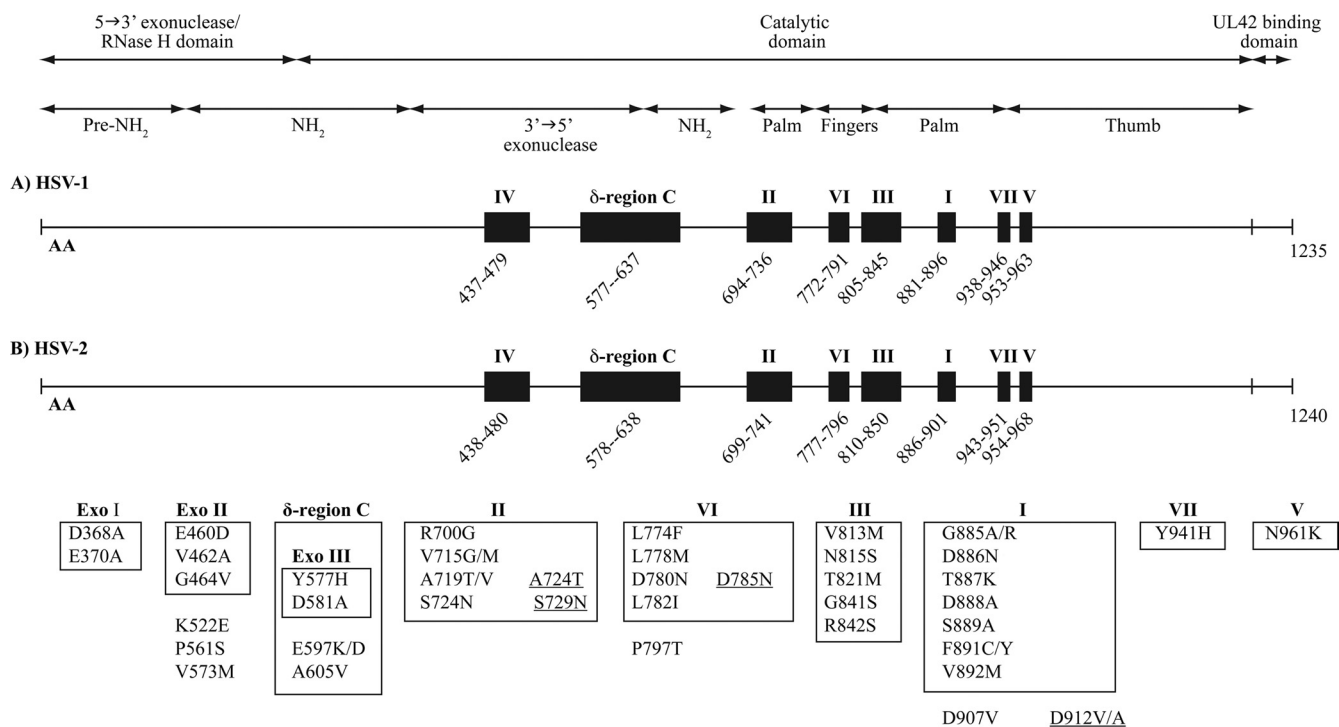 5→3’ exonuclease/
RNase H domain
Catalytic
domain
UL42 binding
domain
Pre-NH2
NH2
3’→5’
exonuclease
NH2
Palm
Fingers
Palm
Thumb
A) HSV-1
IV
δ-region C
II
VI
III
I
VII
V
AA
437-479
577--637
694-736
772-791
805-845
881-896
938-946
953-963
1235
B) HSV-2
IV
δ-region C
II
VI
III
I
VII
V
AA
438-480
578--638
699-741
777-796
810-850
886-901
943-951
954-968
1240
Exo I
D368A
E370A
Exo II
E460D
V462A
G464V
K522E
P561S
V573M
δ-region C
Exo III
Y577H
D581A
E597K/D
A605V
II
R700G
V715G/M
A719T/V A724T
S724N S729N
VI
L774F
L778M
D780N D785N
L782I
P797T
III
V813M
N815S
T821M
G841S
R842S
I
G885A/R
D886N
T887K
D888A
S889A
F891C/Y
V892M
D907V D912V/A
VII
Y941H
V
N961K